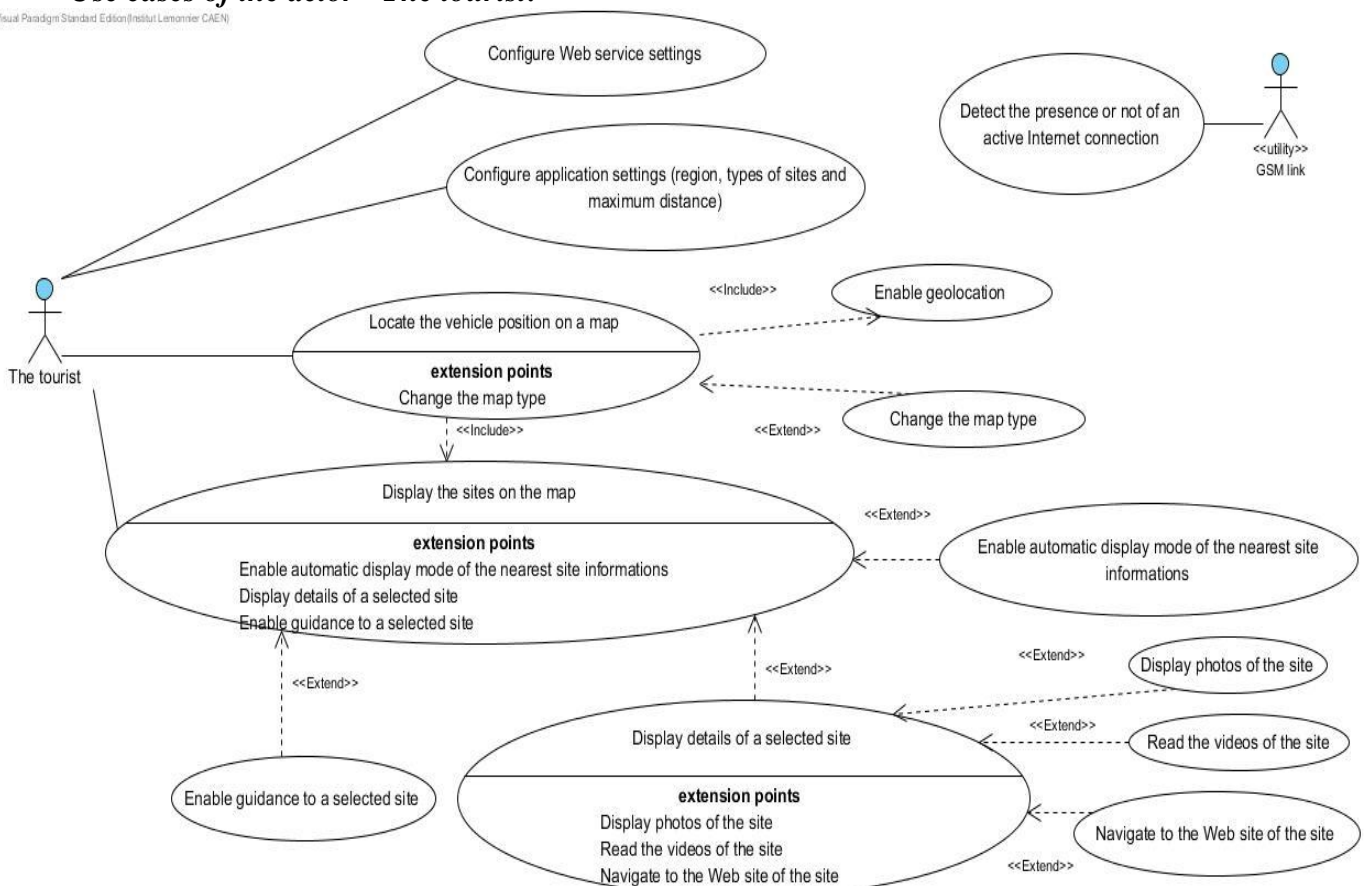 Use cases of the actor "The tourist:
Visual Paradigm Standard Edition(Institut Lemonnier CAEN)
Configure Web service settings
Detect the presence or not of an
active Internet connection
<<utility>>
GSM link
Configure application settings (region, types of sites and
maximum distance)
<<Include>>
Enable geolocation
Locate the vehicle position on a map
The tourist
extension points
Change the map type
Change the map type
<<Include>>
<<Extend>>
Display the sites on the map
<<Extend>>
extension points
Enable automatic display mode of the nearest site informations
Display details of a selected site
Enable guidance to a selected site
Enable automatic display mode of the nearest site
informations
<<Extend>>
<<Extend>>
<<Extend>>
Display photos of the site
Display details of a selected site
<<Extend>>
Read the videos of the site
Enable guidance to a selected site
extension points
Display photos of the site
Read the videos of the site
Navigate to the Web site of the site
Navigate to the Web site of the site
<<Extend>>